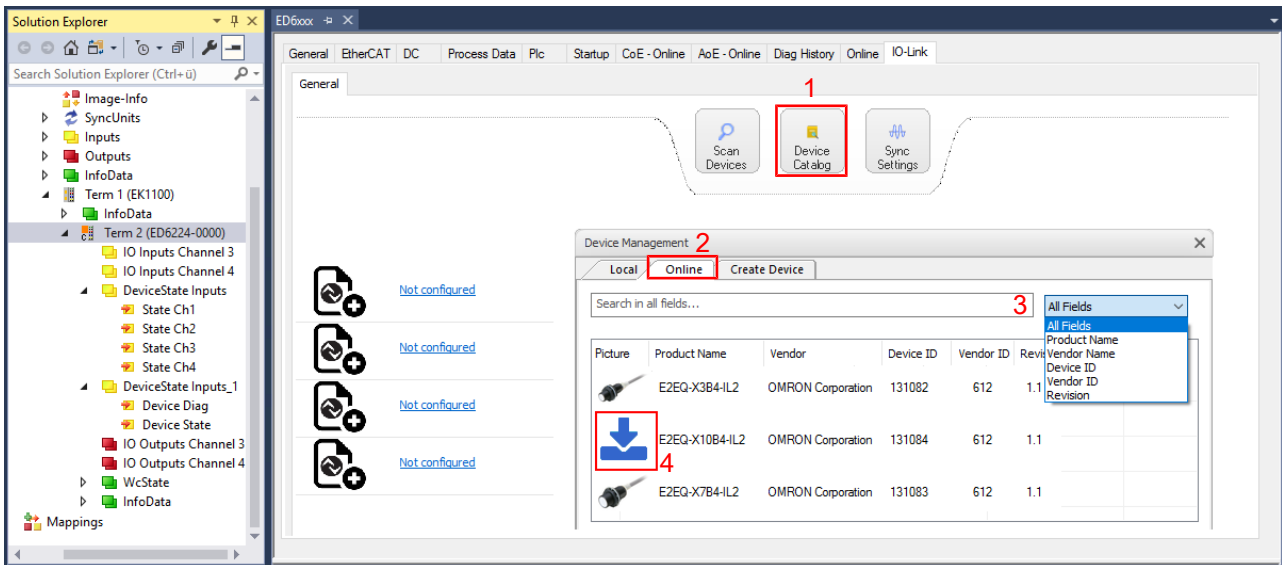 Solution Explorer
Search Solution Explorer (Ctrl+ü)
Image-Info
SyncUnits
Inputs
Outputs
InfoData
Term 1 (EK1100)
InfoData
Term 2 (ED6224-0000)
IO Inputs Channel 3
IO Inputs Channel 4
DeviceState Inputs
State Ch1
State Ch2
State Ch3
State Ch4
DeviceState Inputs_1
Device Diag
Device State
IO Outputs Channel 3
IO Outputs Channel 4
WcState
InfoData
Mappings
ED6xxx
General EtherCAT DC Process Data Plc Startup CoE - Online AoE - Online Diag History Online IO-Link
General
1
Scan Devices
Device Catalog
Sync Settings
Not configured
Not configured
Not configured
Not configured
Device Management 2
Local Online Create Device
Search in all fields... 3 All Fields
All Fields
Product Name
Vendor Name
Device ID
Vendor ID
Revision
Picture Product Name Vendor Device ID Vendor ID Revi
E2EQ-X3B4-IL2 OMRON Corporation 131082 612 1.1
E2EQ-X10B4-IL2 OMRON Corporation 131084 612 1.1
4
E2EQ-X7B4-IL2 OMRON Corporation 131083 612 1.1